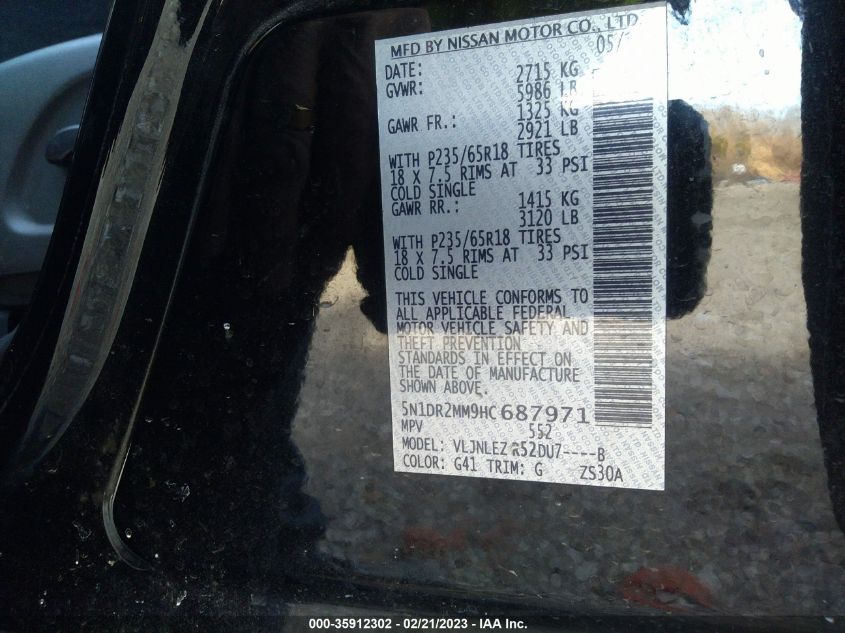 MFD BY NISSAN MOTOR CO., LTD.
DATE: 05/
GVWR: 2715 KG
5986 LB
GAWR FR.: 1325 KG
2921 LB
WITH P235/65R18 TIRES
18 X 7.5 RIMS AT 33 PSI
COLD SINGLE
GAWR RR.: 1415 KG
3120 LB
WITH P235/65R18 TIRES
18 X 7.5 RIMS AT 33 PSI
COLD SINGLE
THIS VEHICLE CONFORMS TO
ALL APPLICABLE FEDERAL
MOTOR VEHICLE SAFETY AND
THEFT PREVENTION
STANDARDS IN EFFECT ON
THE DATE OF MANUFACTURE
SHOWN ABOVE.
5N1DR2MM9HC687971
MPV 552
MODEL: VLJNLEZ R52DU7----B
COLOR: G41 TRIM: G ZS30A
000-35912302 - 02/21/2023 - IAA Inc.